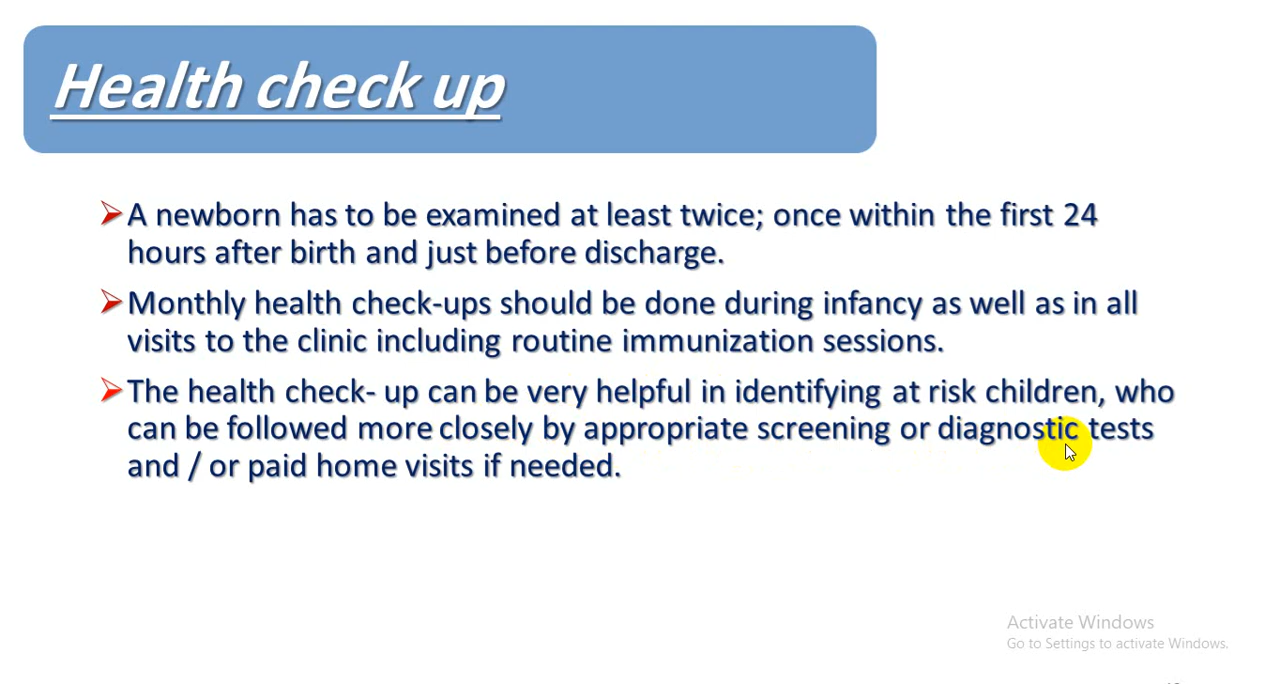 Health check up
A newborn has to be examined at least twice; once within the first 24
hours after birth and just before discharge.
Monthly health check-ups should be done during infancy as well as in all
visits to the clinic including routine immunization sessions.
The health check- up can be very helpful in identifying at risk children, who
can be followed more closely by appropriate screening or diagnostic tests
and / or paid home visits if needed.
Activate Windows
Go to Settings to activate Windows.